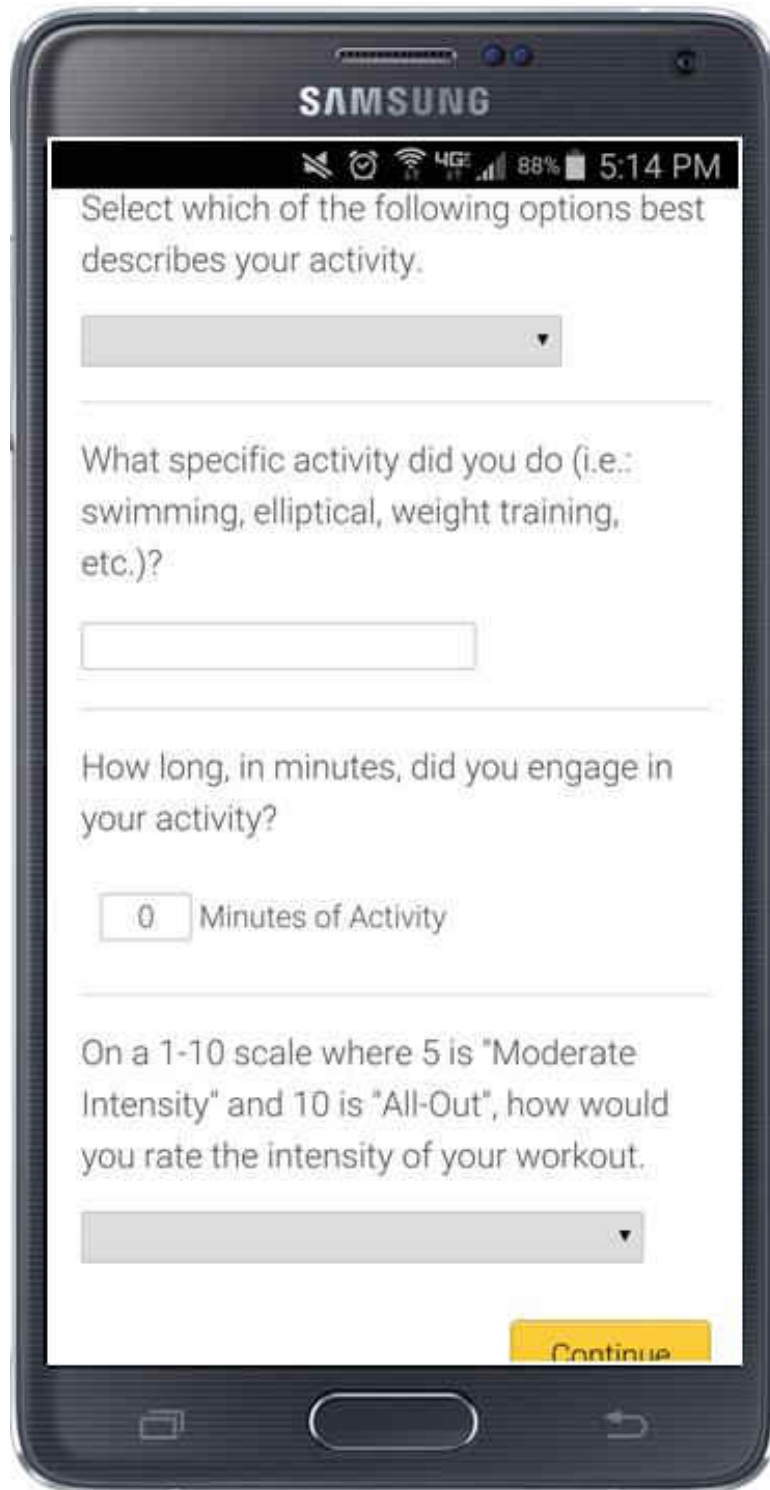 SAMSUNG
4GE 88% 5:14 PM
Select which of the following options best
describes your activity.
What specific activity did you do (i.e.:
swimming, elliptical, weight training,
etc.)?
How long, in minutes, did you engage in
your activity?
0 Minutes of Activity
On a 1-10 scale where 5 is "Moderate
Intensity" and 10 is "All-Out", how would
you rate the intensity of your workout.
Continue